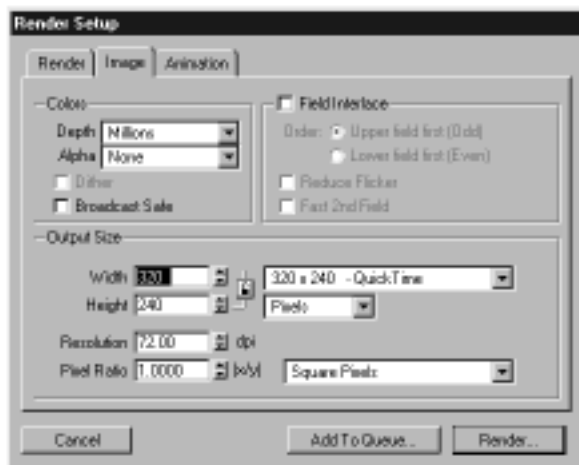 Render Setup
Render Image Animation
Colors
Depth Millions
Alpha None
Dither
Broadcast Safe
Field Interlace
Order: Upper field first (Odd)
Lower field first (Even)
Reduce Flicker
Fast 2nd Field
Output Size
Width 320 320 x 240 - QuickTime
Height 240 Pixels
Resolution 72.00 dpi
Pixel Ratio 1.0000 (x/y) Square Pixels
Cancel Add To Queue... Render...